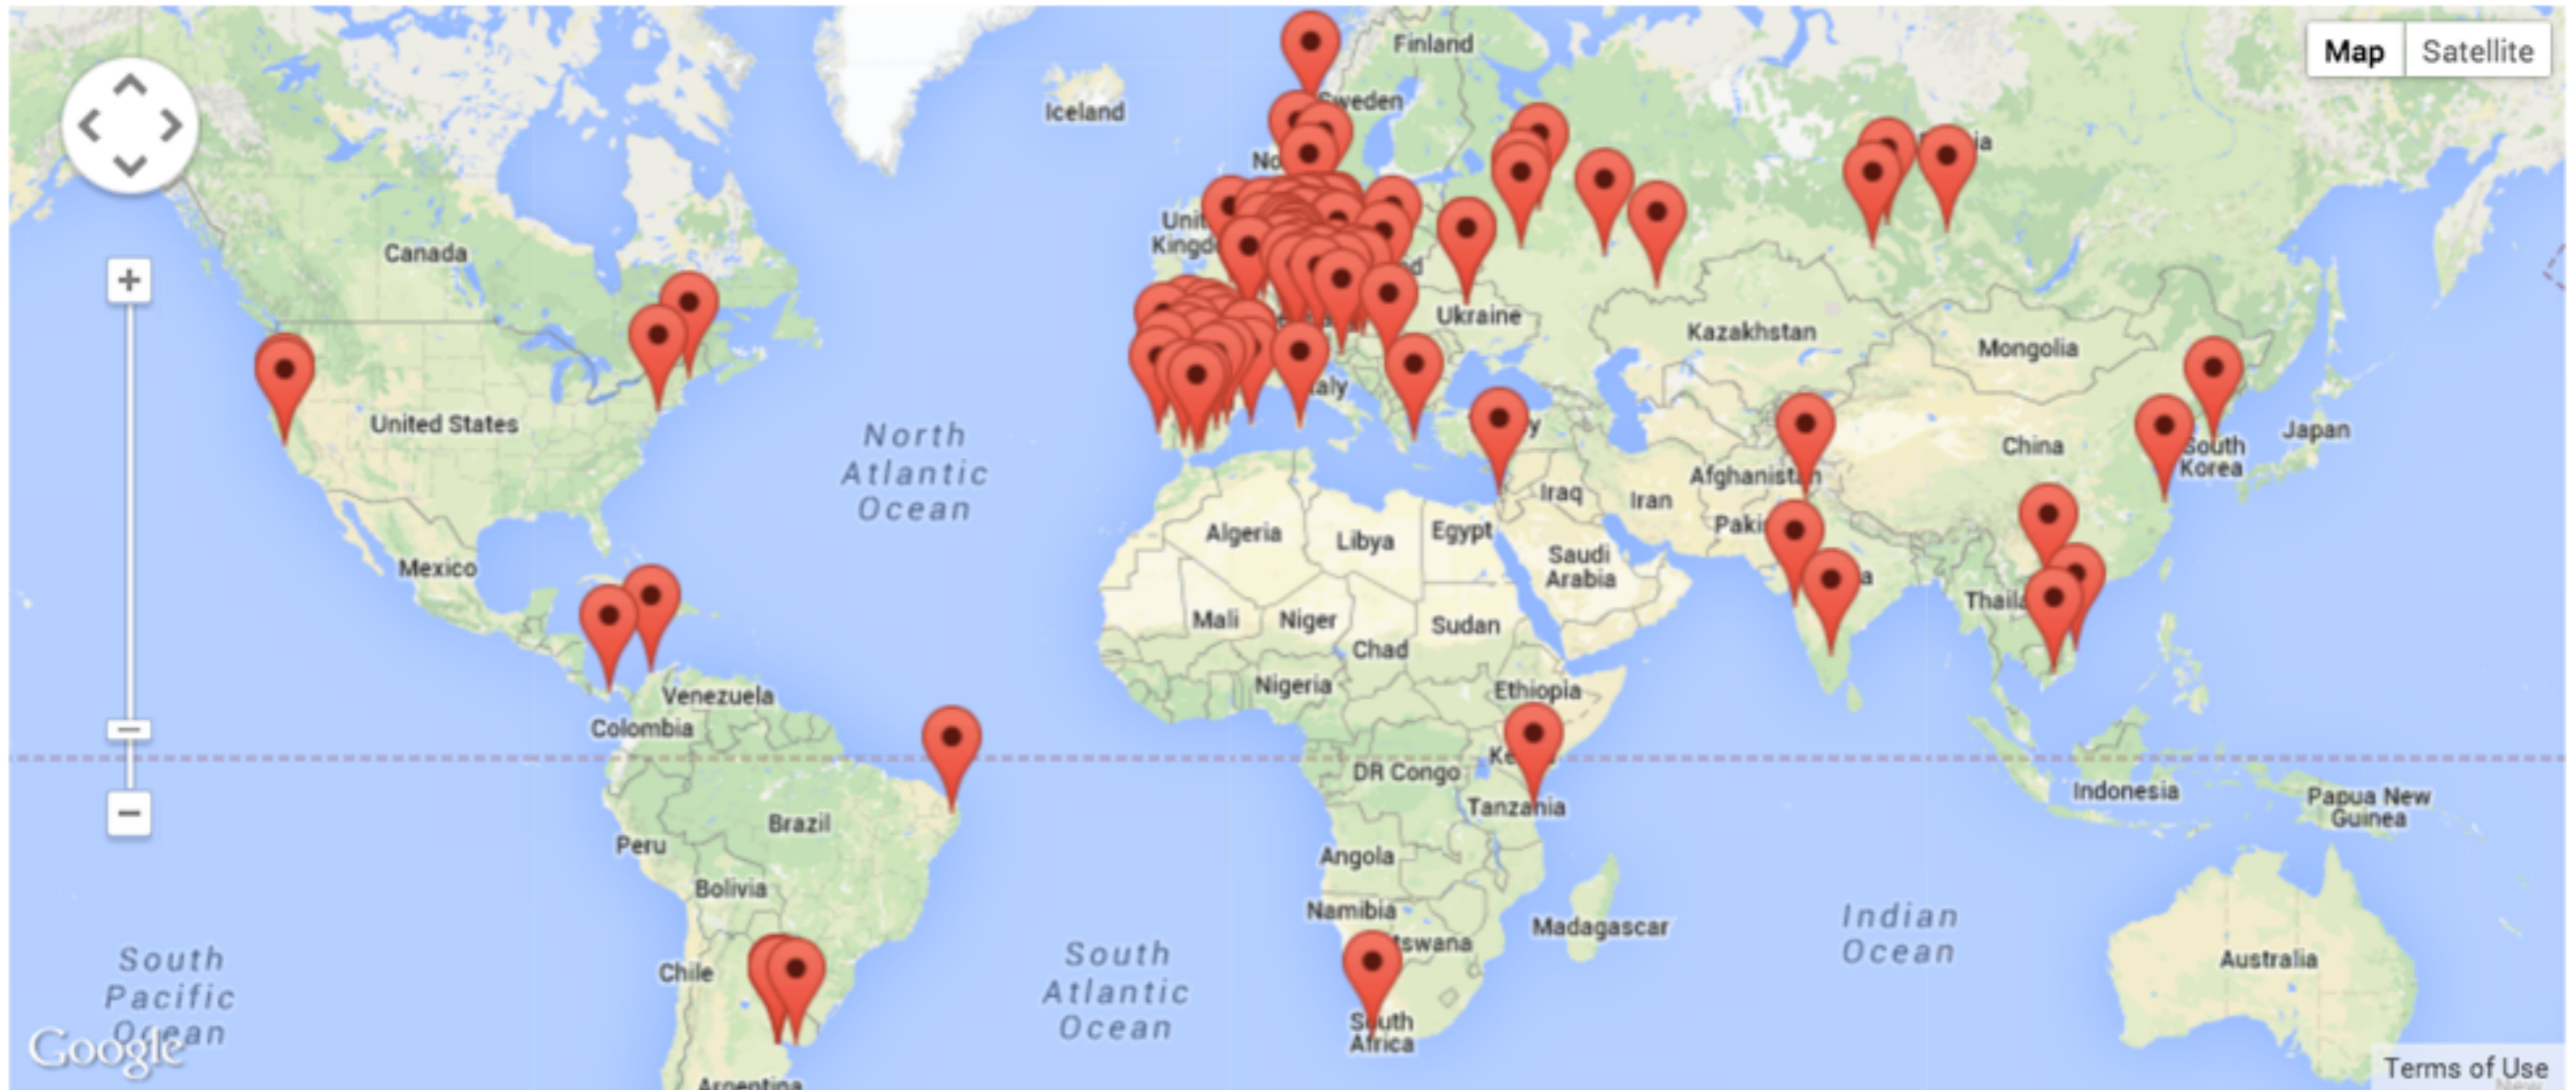 Map
Satellite
Finland
Sweden
Iceland
Canada
Ukraine
Kazakhstan
Mongolia
United States
North
Atlantic
Ocean
China
Japan
South
Korea
Afghanistan
Iraq
Iran
Algeria
Libya
Egypt
Saudi
Arabia
Mexico
Mali
Niger
Sudan
Chad
Nigeria
Ethiopia
Venezuela
Colombia
DR Congo
Tanzania
Indonesia
Papua New
Guinea
Brazil
Peru
Angola
Bolivia
Namibia
Madagascar
Indian
Ocean
South
Atlantic
Ocean
Chile
Australia
South
Pacific
Ocean
South
Africa
Google
Argentina
Terms of Use